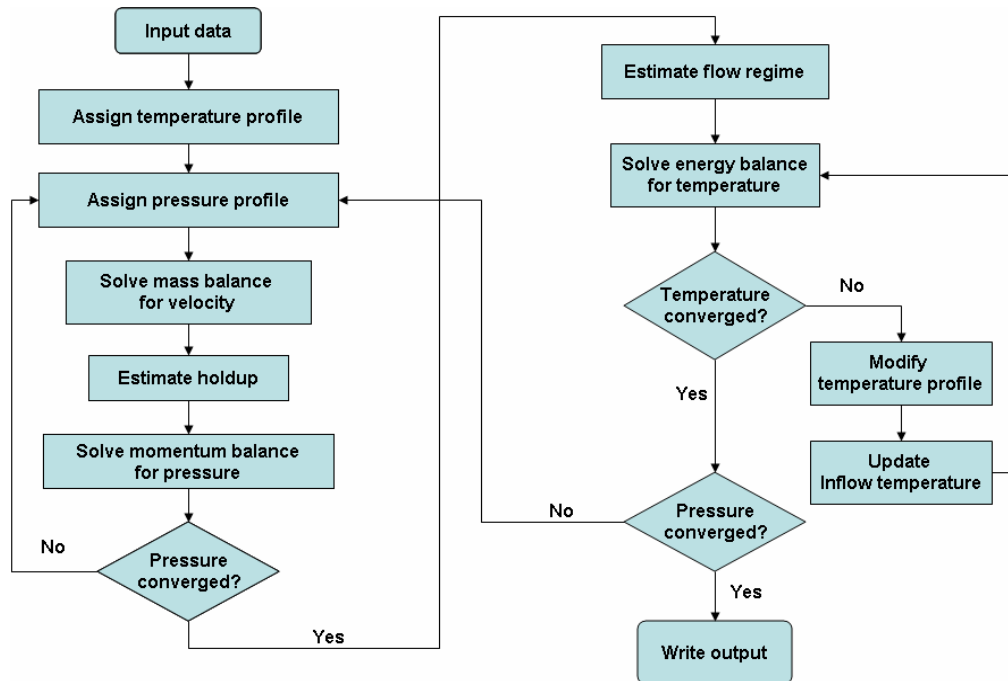 Input data
Assign temperature profile
Assign pressure profile
Solve mass balance
for velocity
Estimate holdup
Solve momentum balance
for pressure
No
Pressure
converged?
Yes
Estimate flow regime
Solve energy balance
for temperature
Temperature
converged?
No
Modify
temperature profile
Update
Inflow temperature
Yes
No
Pressure
converged?
Yes
Write output